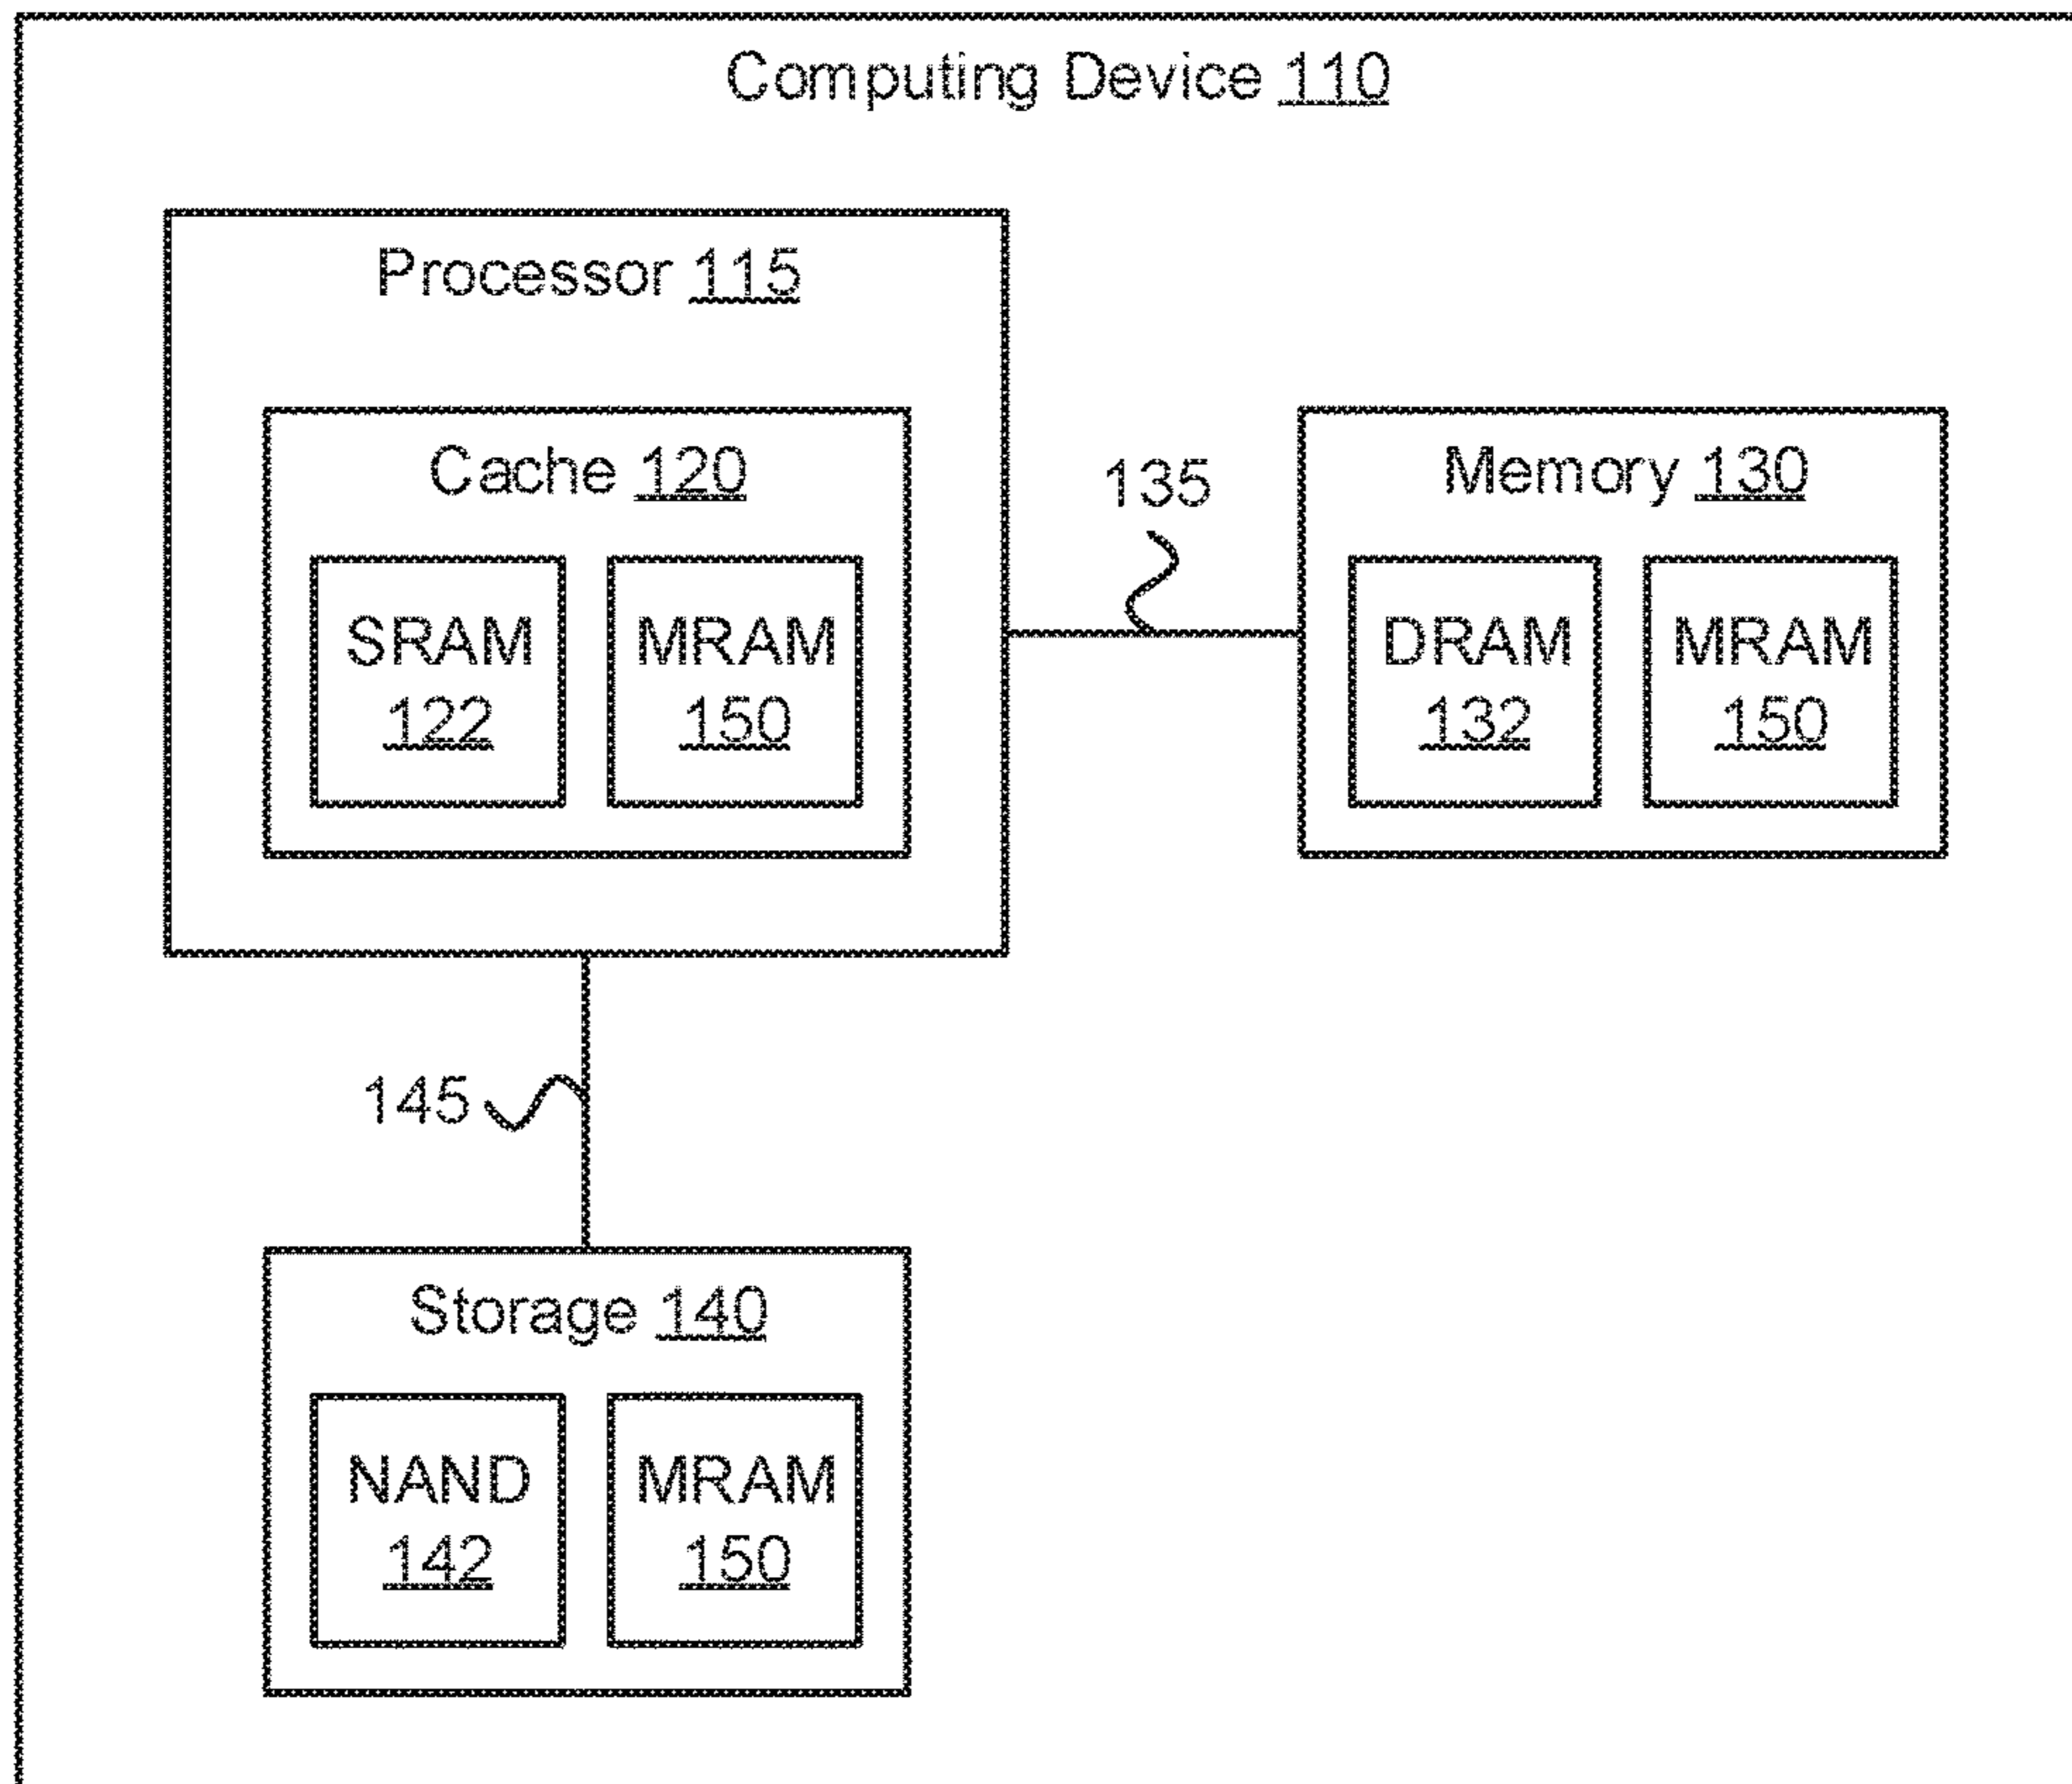 Computing Device 110
Processor 115
Cache 120
SRAM
122
MRAM
150
135
Memory 130
DRAM
132
MRAM
150
145
Storage 140
NAND
142
MRAM
150